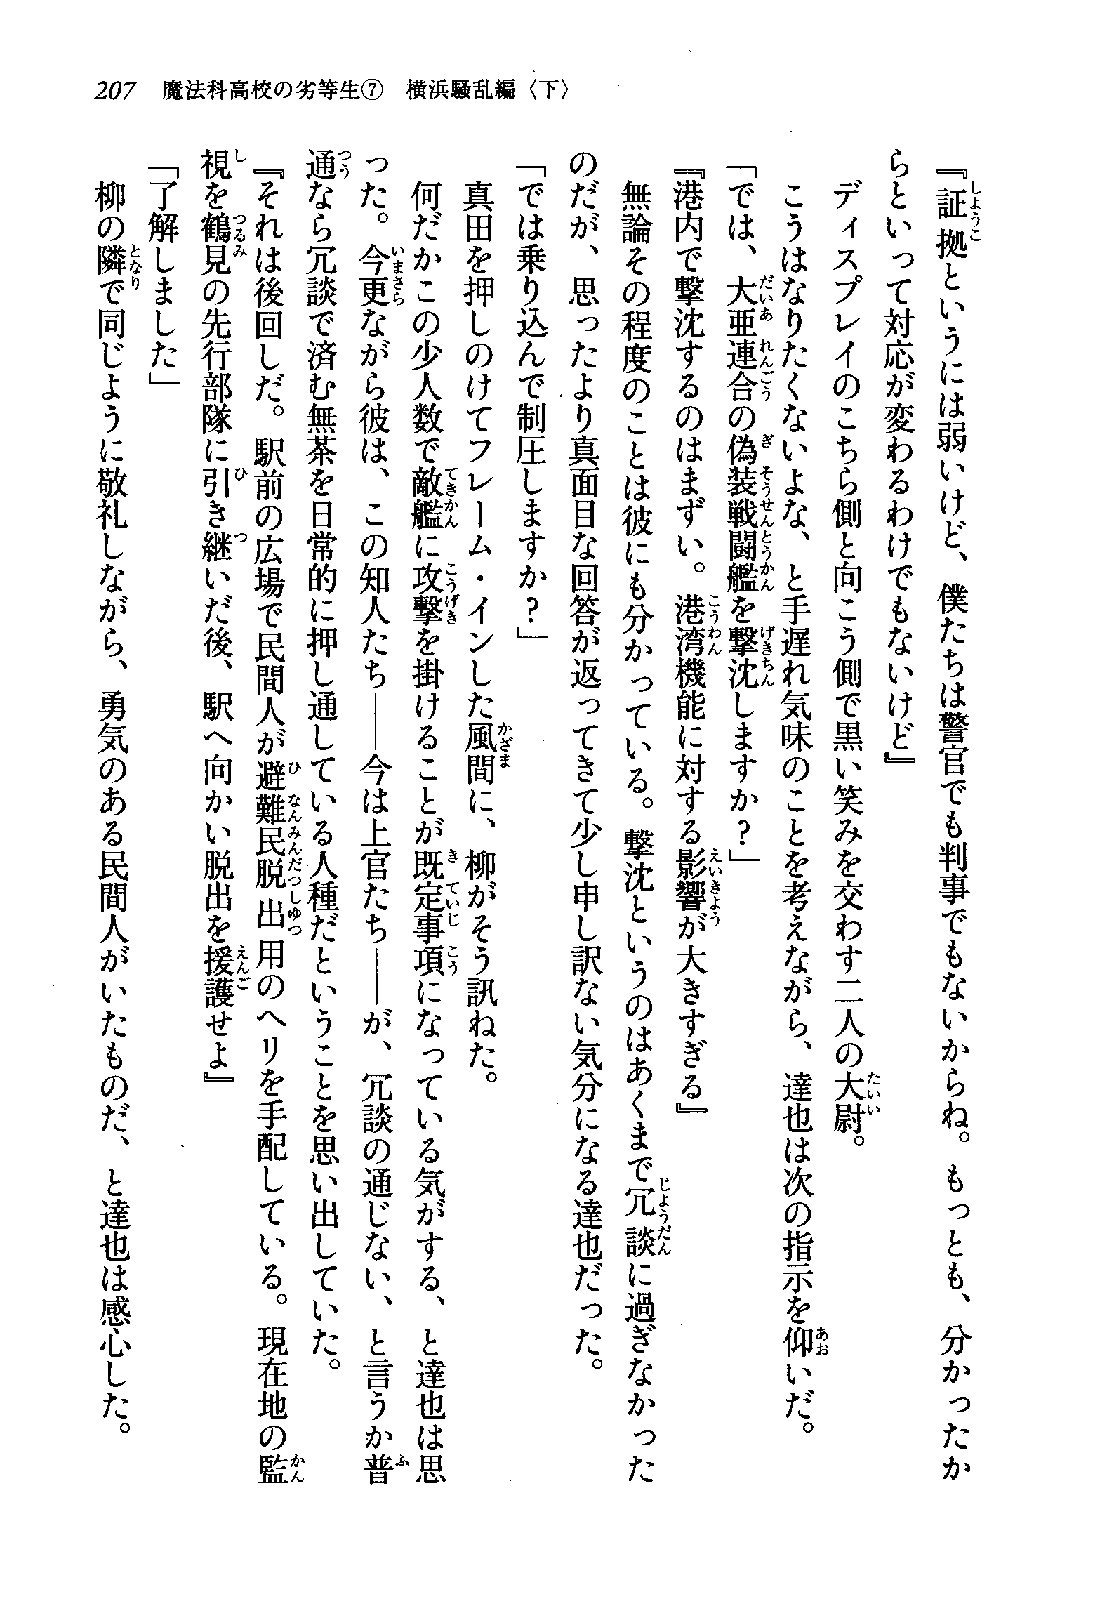 207　魔法科高校の劣等生⑦　横浜騒乱編〈下〉
『証拠というには弱いけど、僕たちは警官でも判事でもないからね。もっとも、分かったか
らといって対応が変わるわけでもないけど』
　ディスプレイのこちら側と向こう側で黒い笑みを交わす二人の大尉。
　こうはなりたくないよな、と手遅れ気味のことを考えながら、達也は次の指示を仰いだ。
「では、大亜連合の偽装戦闘艦を撃沈しますか？」
『港内で撃沈するのはまずい。港湾機能に対する影響が大きすぎる』
　無論その程度のことは彼にも分かっている。撃沈というのはあくまで冗談に過ぎなかった
のだが、思ったより真面目な回答が返ってきて少し申し訳ない気分になる達也だった。
「では乗り込んで制圧しますか？」
　真田を押しのけてフレーム・インした風間に、柳がそう訊ねた。
　何だかこの少人数で敵艦に攻撃を掛けることが既定事項になっている気がする、と達也は思
った。今更ながら彼は、この知人たち――今は上官たち――が、冗談の通じない、と言うか普
通なら冗談で済む無茶を日常的に押し通している人種だということを思い出していた。
『それは後回しだ。駅前の広場で民間人が避難民脱出用のヘリを手配している。現在地の監
視を鶴見の先行部隊に引き継いだ後、駅へ向かい脱出を援護せよ』
「了解しました」
　柳の隣で同じように敬礼しながら、勇気のある民間人がいたものだ、と達也は感心した。